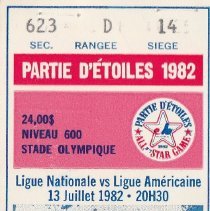 623 D 14
SEC. RANGEE SIEGE
PARTIE D'ÉTOILES 1982
24,00$
NIVEAU 600
STADE OLYMPIQUE
PARTIE D'ÉTOILES
ALL★STAR GAME
Ligue Nationale vs Ligue Américaine
13 Juillet 1982 • 20H30